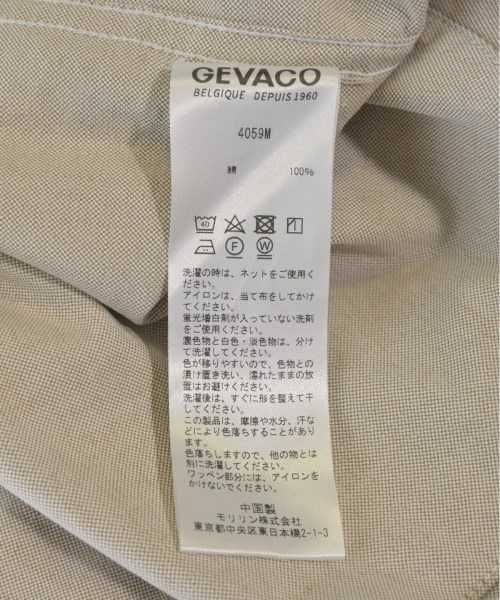 GEVACO
BELGIQUE DEPUIS1960
4059M
綿 100%
40
F W
洗濯の時は、ネットをご使用く
ださい。
アイロンは、当て布をしてかけ
てください。
蛍光増白剤が入っていない洗剤
をご使用ください。
濃色物と白色・淡色物は、分け
て洗濯してください。
色が移りやすいので、色物との
漬け置き洗い、濡れたままの放
置はお避けください。
洗濯後は、すぐに形を整えて干
してください。
この製品は、摩擦や水分、汗な
どにより色落ちすることがあり
ます。
色落ちしますので、他の物とは
別に洗濯してください。
ワッペン部分には、アイロンを
かけないでください。
中国製
モリリン株式会社
東京都中央区東日本橋2-1-3